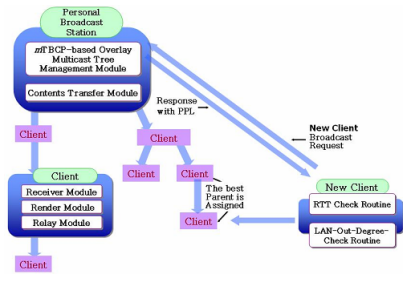 Personal
Broadcast
Station
mTBCP-based Overlay
Multicast Tree
Management Module
Contents Transfer Module
Response
with PPL
New Client
Broadcast
Request
Client
Client
Client
Client
The best
Parent is
Assigned
Client
Client
Receiver Module
Render Module
Relay Module
Client
New Client
RTT Check Routine
LAN-Out-Degree-
Check Routine